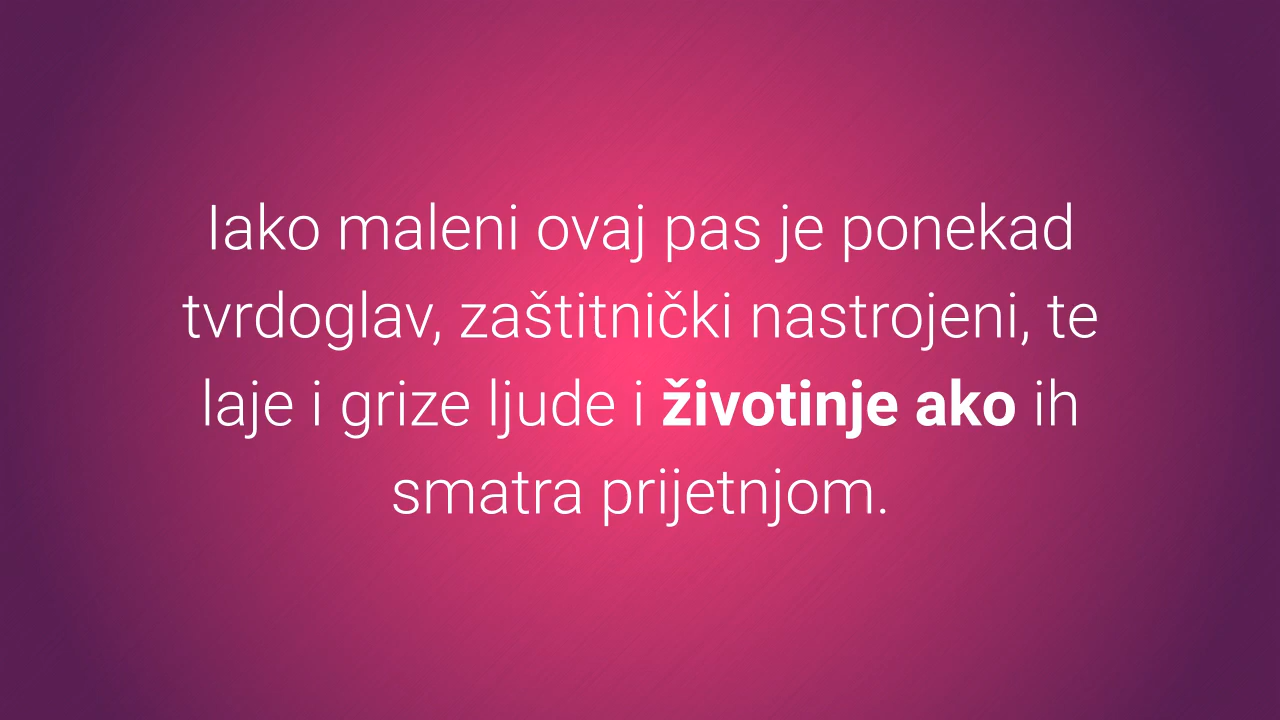 Iako maleni ovaj pas je ponekad
tvrdoglav, zaštitnički nastrojeni, te
laje i grize ljude i životinje ako ih
smatra prijetnjom.